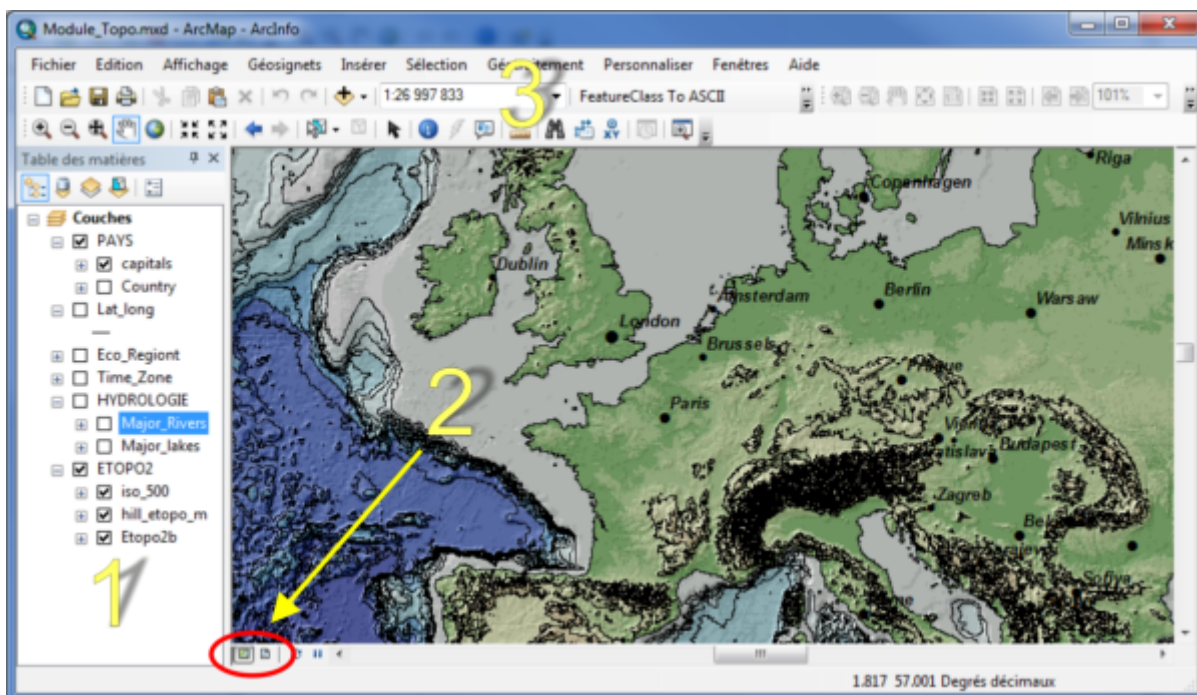 Module_Topo.mxd - ArcMap - ArcInfo
Fichier Edition Affichage Géosignets Insérer Sélection Personnaliser Fenêtres Aide
3
1:26 997 833
FeatureClass To ASCII
101%
Table des matières
Couches
PAYS
capitals
Country
Lat_long
Eco_Regiont
Time_Zone
HYDROLOGIE
Major_Rivers
Major_lakes
ETOPO2
iso_500
hill_etopo_m
Etopo2b
1
2
Riga
Copenhagen
Vilnius
Minsk
Dublin
Amsterdam
Berlin
Warsaw
London
Brussels
Prague
Paris
Budapest
Zagreb
1.817 57.001 Degrés décimaux